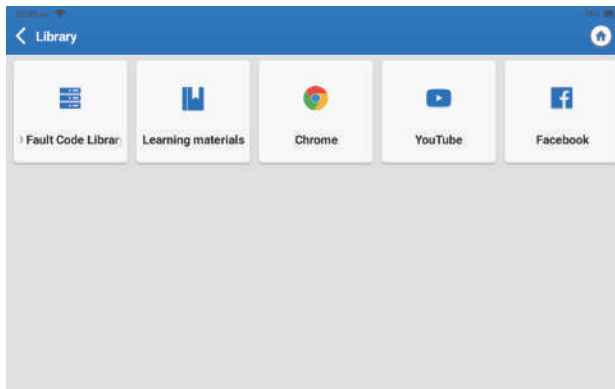 Library
Fault Code Librar
Learning materials
Chrome
YouTube
Facebook